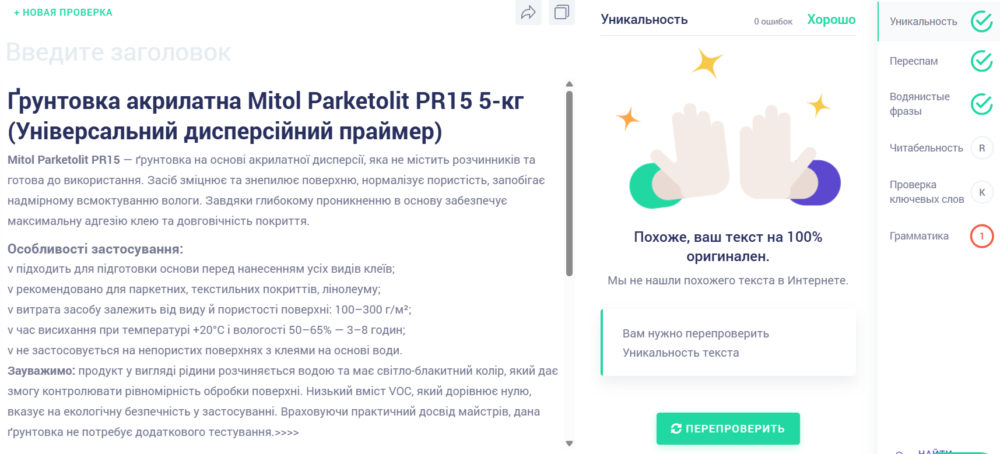 + НОВАЯ ПРОВЕРКА
Введите заголовок
Ґрунтовка акрилатна Mitol Parketolit PR15 5-кг
(Універсальний дисперсійний праймер)
Mitol Parketolit PR15 — ґрунтовка на основі акрилатної дисперсії, яка не містить розчинників та
готова до використання. Засіб зміцнює та знепилює поверхню, нормалізує пористість, запобігає
надмірному всмоктуванню вологи. Завдяки глибокому проникненню в основу забезпечує
максимальну адгезію клею та довговічність покриття.
Особливості застосування:
v підходить для підготовки основи перед нанесенням усіх видів клеїв;
v рекомендовано для паркетних, текстильних покриттів, лінолеуму;
v витрата засобу залежить від виду й пористості поверхні: 100–300 г/м²;
v час висихання при температурі +20°C і вологості 50–65% — 3–8 годин;
v не застосовується на непористих поверхнях з клеями на основі води.
Зауважимо: продукт у вигляді рідини розчиняється водою та має світло-блакитний колір, який дає
змогу контролювати рівномірність обробки поверхні. Низький вміст VOC, який дорівнює нулю,
вказує на екологічну безпечність у застосуванні. Враховуючи практичний досвід майстрів, дана
ґрунтовка не потребує додаткового тестування.>>>>
Уникальность 0 ошибок Хорошо
Похоже, ваш текст на 100%
оригинален.
Мы не нашли похожего текста в Интернете.
Вам нужно перепроверить
Уникальность текста
ПЕРЕПРОВЕРИТЬ
Уникальность
Переспам
Водянистые
фразы
Читабельность R
Проверка
ключевых слов K
Грамматика 1
НАЙТИ